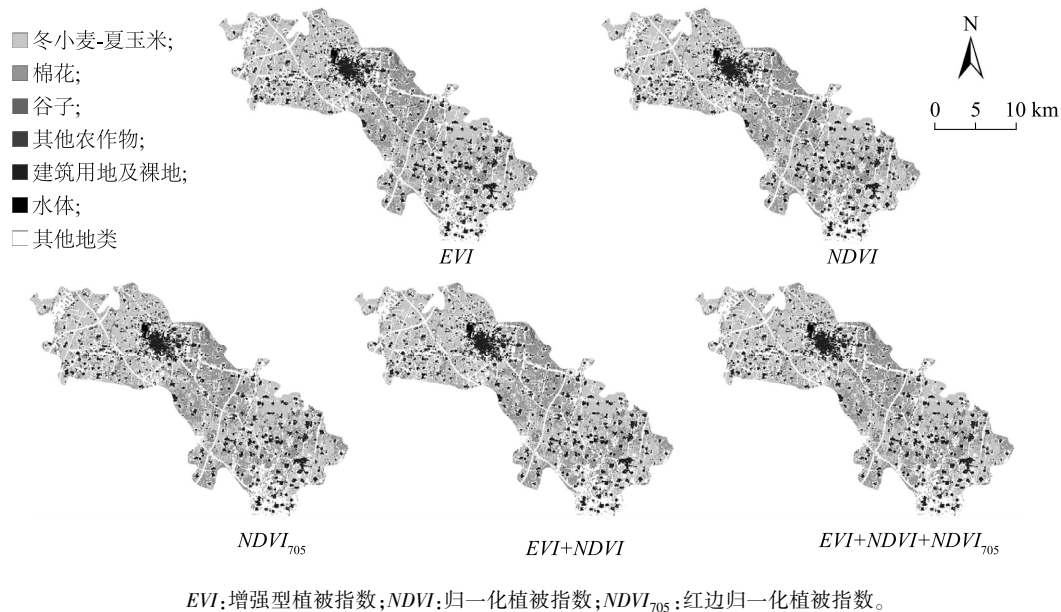 冬小麦-夏玉米;
棉花;
谷子;
其他农作物;
建筑用地及裸地;
水体;
其他地类
N
0 5 10 km
EVI
NDVI
NDVI705
EVI+NDVI
EVI+NDVI+NDVI705
EVI:增强型植被指数;NDVI:归一化植被指数;NDVI705:红边归一化植被指数。